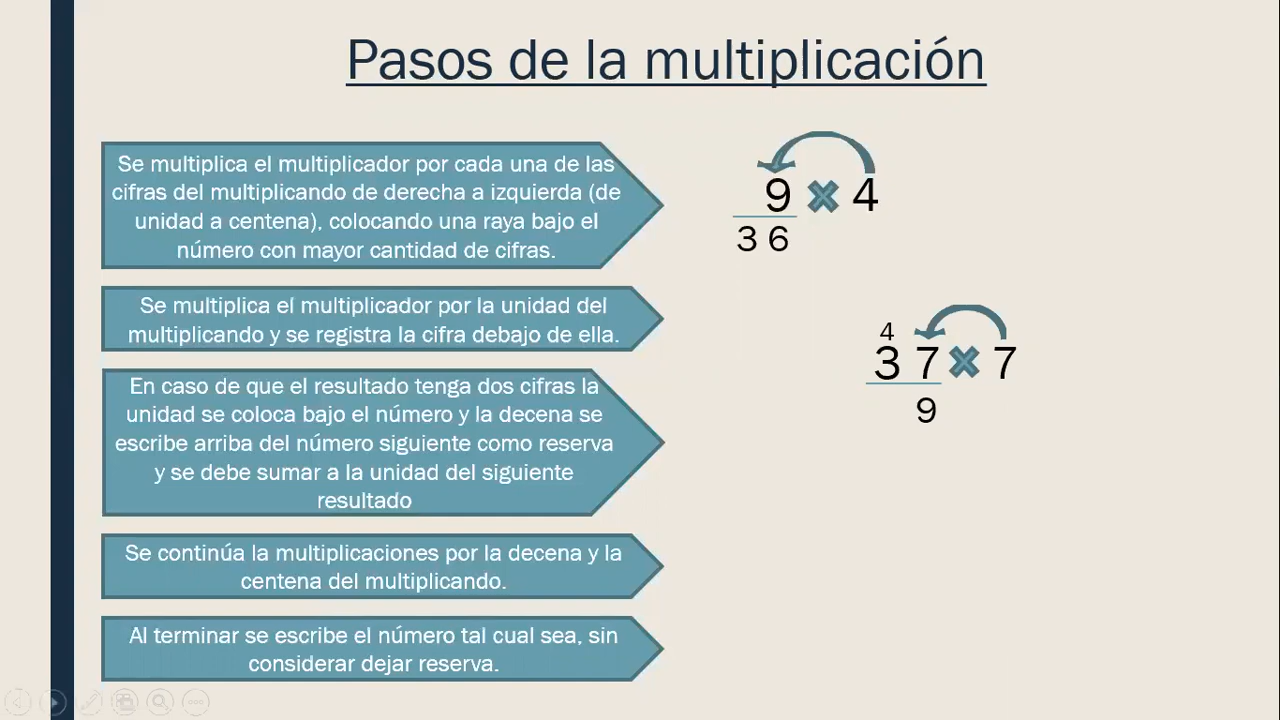 Pasos de la multiplicación
Se multiplica el multiplicador por cada una de las
cifras del multiplicando de derecha a izquierda (de
unidad a centena), colocando una raya bajo el
número con mayor cantidad de cifras.
9 × 4
3 6
Se multiplica el multiplicador por la unidad del
multiplicando y se registra la cifra debajo de ella.
4
3 7 × 7
9
En caso de que el resultado tenga dos cifras la
unidad se coloca bajo el número y la decena se
escribe arriba del número siguiente como reserva
y se debe sumar a la unidad del siguiente
resultado
Se continúa la multiplicaciones por la decena y la
centena del multiplicando.
Al terminar se escribe el número tal cual sea, sin
considerar dejar reserva.